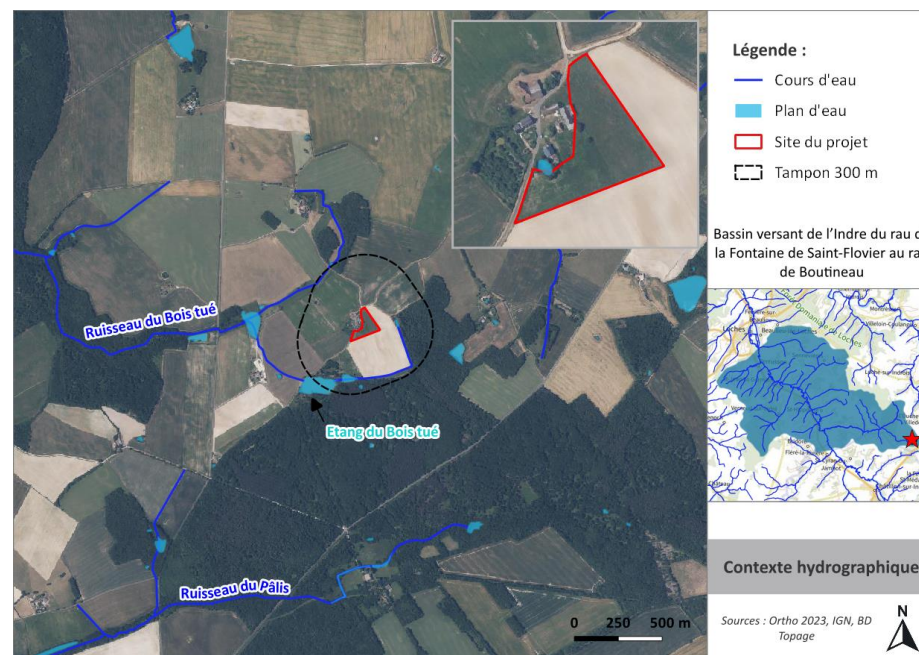 Légende :
Cours d'eau
Plan d'eau
Site du projet
Tampon 300 m
Bassin versant de l'Indre du rau d
la Fontaine de Saint-Flovier au ra
de Boutineau
Ruisseau du Bois tué
Etang du Bois tué
Ruisseau du Pâlis
0 250 500 m
Loches
Contexte hydrographique
Sources : Ortho 2023, IGN, BD
Topage
N